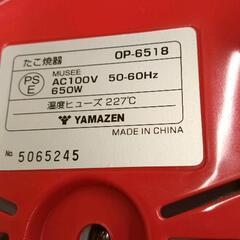 たこ焼器 OP-6518
PS
E
MUSEE
AC100V 50-60Hz
650W
温度ヒューズ 227℃
YAMAZEN
MADE IN CHINA
No. 5065245